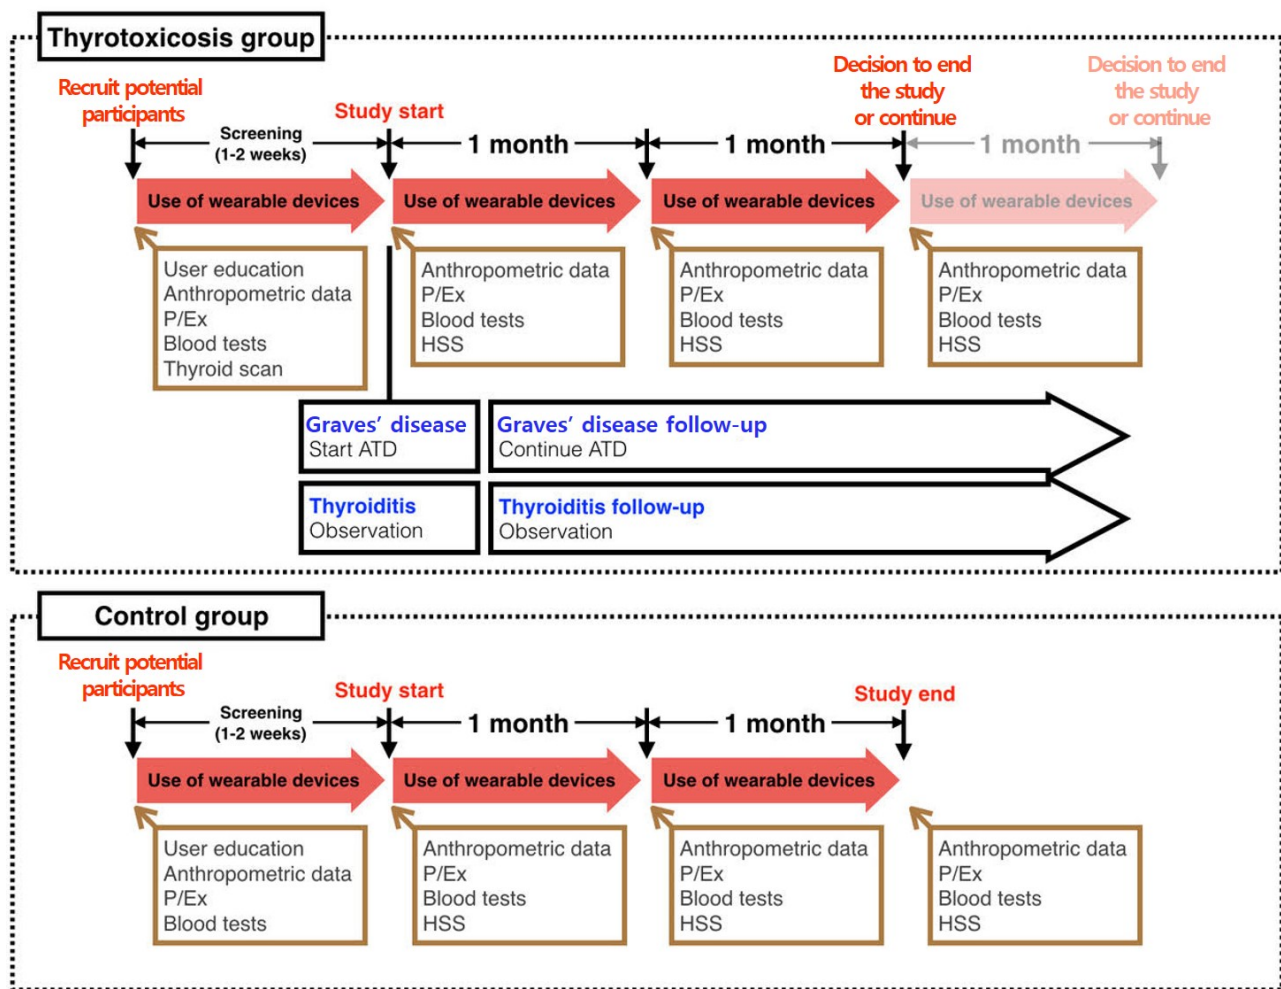 Thyrotoxicosis group
Recruit potential
participants
Study start
Decision to end
the study
or continue
Decision to end
the study
or continue
Screening
(1-2 weeks)
1 month
1 month
1 month
Use of wearable devices
Use of wearable devices
Use of wearable devices
Use of wearable devices
User education
Anthropometric data
P/Ex
Blood tests
Thyroid scan
Anthropometric data
P/Ex
Blood tests
HSS
Anthropometric data
P/Ex
Blood tests
HSS
Anthropometric data
P/Ex
Blood tests
HSS
Graves’ disease
Start ATD
Graves’ disease follow-up
Continue ATD
Thyroiditis
Observation
Thyroiditis follow-up
Observation
Control group
Recruit potential
participants
Study start
Study end
Screening
(1-2 weeks)
1 month
1 month
Use of wearable devices
Use of wearable devices
Use of wearable devices
User education
Anthropometric data
P/Ex
Blood tests
Anthropometric data
P/Ex
Blood tests
HSS
Anthropometric data
P/Ex
Blood tests
HSS
Anthropometric data
P/Ex
Blood tests
HSS